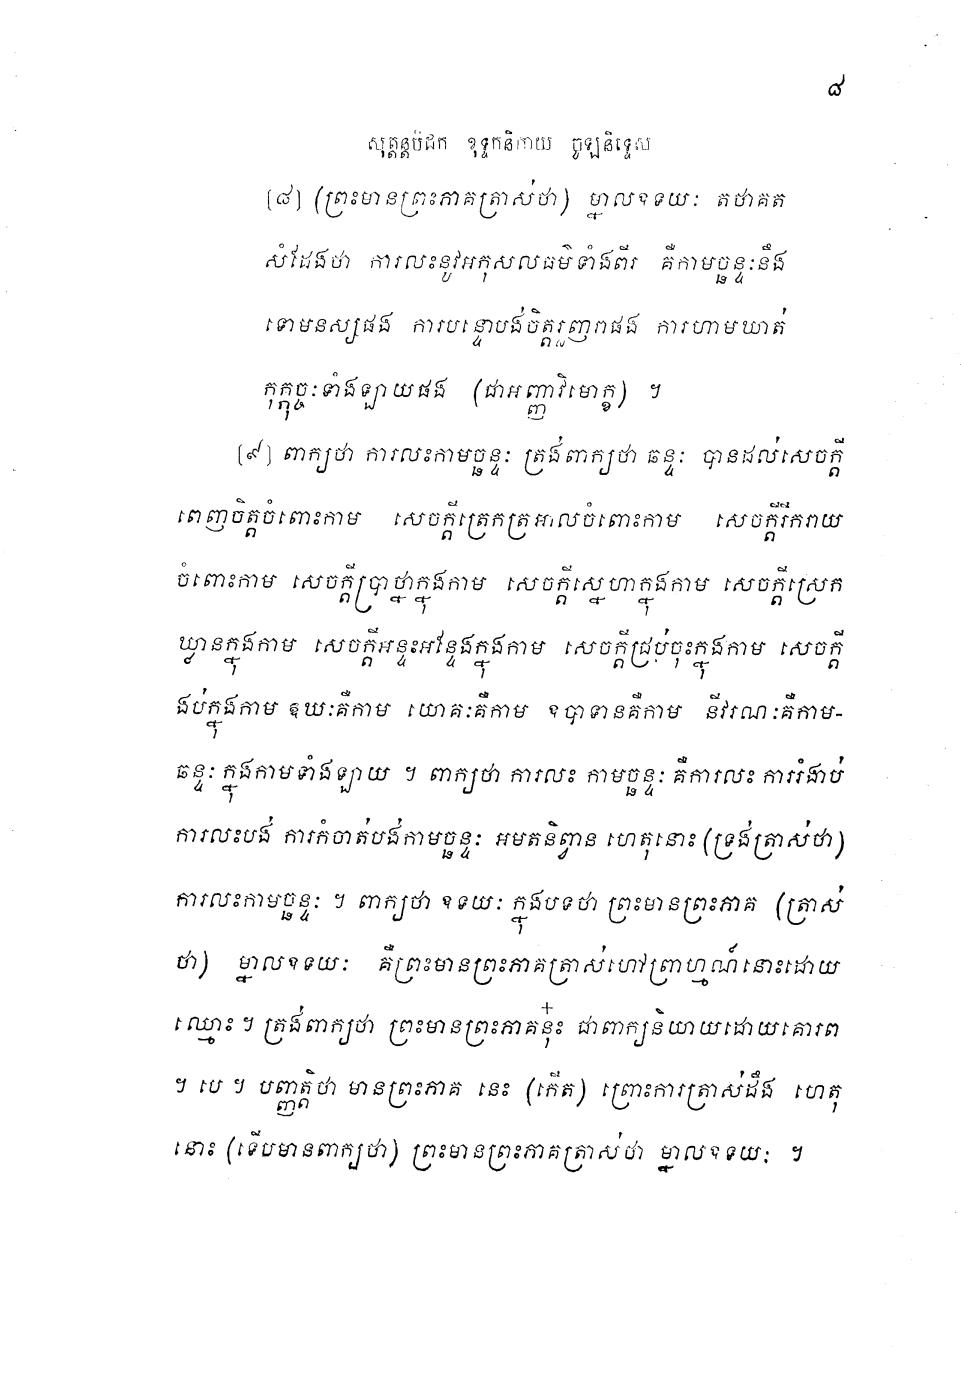 ៨
សុត្តន្តបិដក ខុទ្ទកនិកាយ ចូឡនិទ្ទេស
[៨] (ព្រះមានព្រះភាគត្រាស់ថា) ម្នាលឧទយៈ តថាគត
សំដែងថា ការលះនូវអកុសលធម៌ទាំងពីរ គឺកាមច្ឆន្ទៈនឹង
ទោមនស្សផង ការបន្ទោបង់ចិត្តរួញរាផង ការហាមឃាត់
កុក្កុច្ចៈទាំងឡាយផង (ជាអញ្ញាវិមោក្ខ) ។
[៩] ពាក្យថា ការលះកាមច្ឆន្ទៈ ត្រង់ពាក្យថា ឆន្ទៈ បានដល់សេចក្តី
ពេញចិត្តចំពោះកាម សេចក្តីត្រេកត្រអាលចំពោះកាម សេចក្តីរីករាយ
ចំពោះកាម សេចក្តីប្រាថ្នាក្នុងកាម សេចក្តីស្នេហាក្នុងកាម សេចក្តីស្រេក
ឃ្លានក្នុងកាម សេចក្តីអន្ទះអន្ទែងក្នុងកាម សេចក្តីជ្រប់ចុះក្នុងកាម សេចក្តី
ងប់ក្នុងកាម ឱឃៈគឺកាម យោគៈគឺកាម ឧបាទានគឺកាម នីវរណៈគឺកាម-
ឆន្ទៈ ក្នុងកាមទាំងឡាយ ។ ពាក្យថា ការលះ កាមច្ឆន្ទៈ គឺការលះ ការរំងាប់
ការលះបង់ ការកំចាត់បង់កាមច្ឆន្ទៈ អមតនិព្វាន ហេតុនោះ (ទ្រង់ត្រាស់ថា)
ការលះកាមច្ឆន្ទៈ ។ ពាក្យថា ឧទយៈ ក្នុងបទថា ព្រះមានព្រះភាគ (ត្រាស់
ថា) ម្នាលឧទយៈ គឺព្រះមានព្រះភាគត្រាស់ហៅព្រាហ្មណ៍នោះដោយ
ឈ្មោះ ។ ត្រង់ពាក្យថា ព្រះមានព្រះភាគនុ៎ះ ជាពាក្យនិយាយដោយគោរព
។ បេ ។ បញ្ញត្តិថា មានព្រះភាគ នេះ (កើត) ព្រោះការត្រាស់ដឹង ហេតុ
នោះ (ទើបមានពាក្យថា) ព្រះមានព្រះភាគត្រាស់ថា ម្នាលឧទយៈ ។